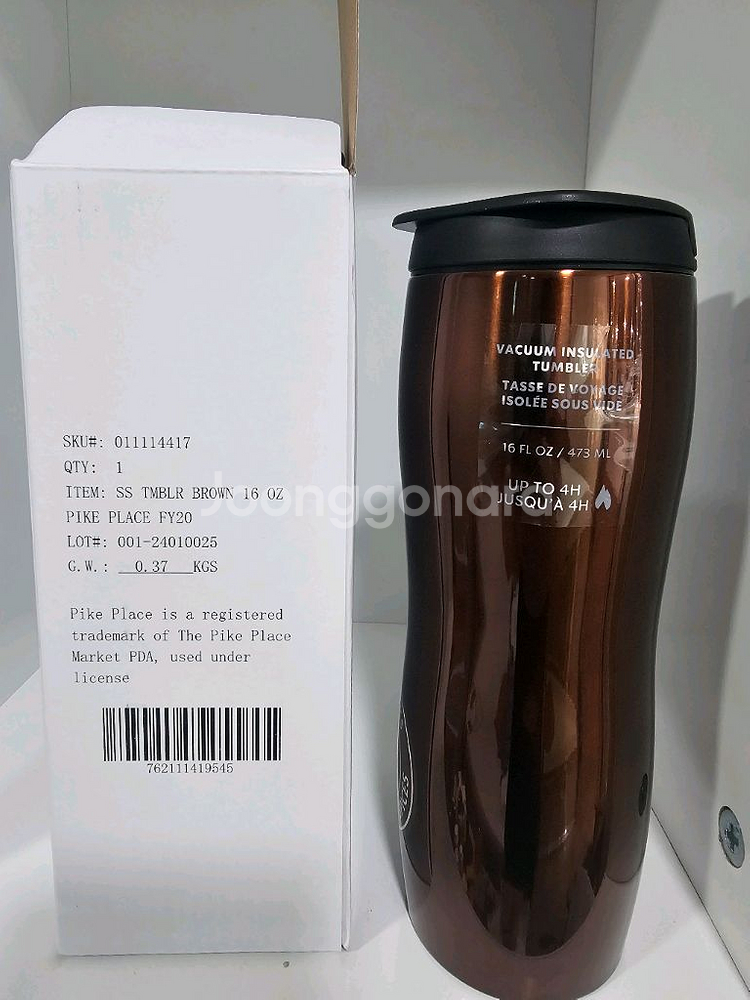 SKU#: 011114417
QTY: 1
ITEM: SS TMBLR BROWN 16 OZ
PIKE PLACE FY20
LOT#: 001-24010025
G.W.: 0.37 KGS
Pike Place is a registered
trademark of The Pike Place
Market PDA, used under
license
762111419545
VACUUM INSULATED
TUMBLER
TASSE DE VOYAGE
ISOLÉE SOUS VIDE
16 FL OZ / 473 ML
UP TO 4H
JUSQU'À 4H
Joonggonara